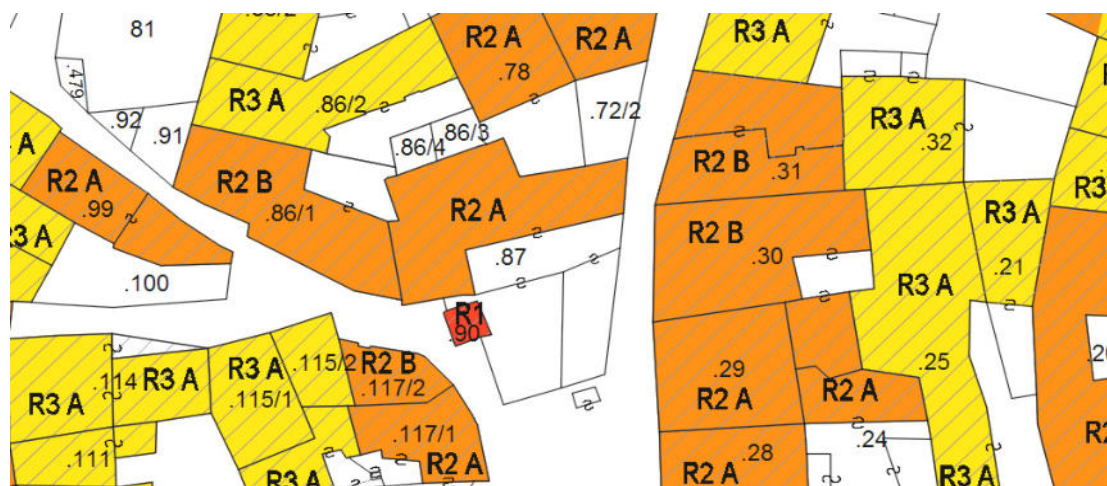 81
.479
.92
.91
R3 A
.86/2
R2 A
.78
R2 A
.72/2
.86/4
.86/3
R3 A
R3 A
.32
A
R2 A
.99
R3 A
R2 B
.86/1
R2 A
.87
.100
R2 B
.31
R2 B
.30
R3 A
.21
R3 A
.25
R1
.90
R3 A
.114
R3 A
R3 A
.115/1
.115/2
R2 B
.117/2
.117/1
R2 A
.111
R3 A
.29
R2 A
R2 A
.28
R2 A
.24
R3 A